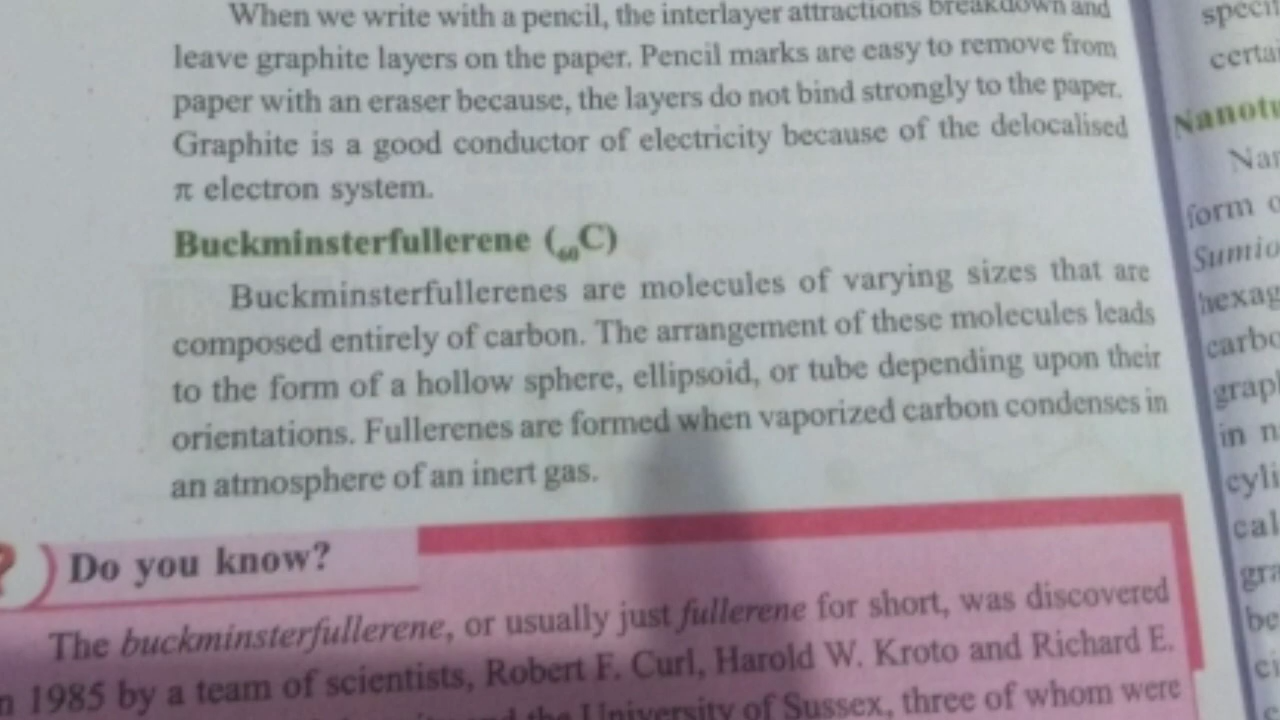 When we write with a pencil, the interlayer attractions breakdown and
leave graphite layers on the paper. Pencil marks are easy to remove from
paper with an eraser because, the layers do not bind strongly to the paper.
Graphite is a good conductor of electricity because of the delocalised
π electron system.
Buckminsterfullerene (₆₀C)
Buckminsterfullerenes are molecules of varying sizes that are
composed entirely of carbon. The arrangement of these molecules leads
to the form of a hollow sphere, ellipsoid, or tube depending upon their
orientations. Fullerenes are formed when vaporized carbon condenses in
an atmosphere of an inert gas.
Do you know?
The buckminsterfullerene, or usually just fullerene for short, was discovered
1985 by a team of scientists, Robert F. Curl, Harold W. Kroto and Richard E.
and the University of Sussex, three of whom were
form
in